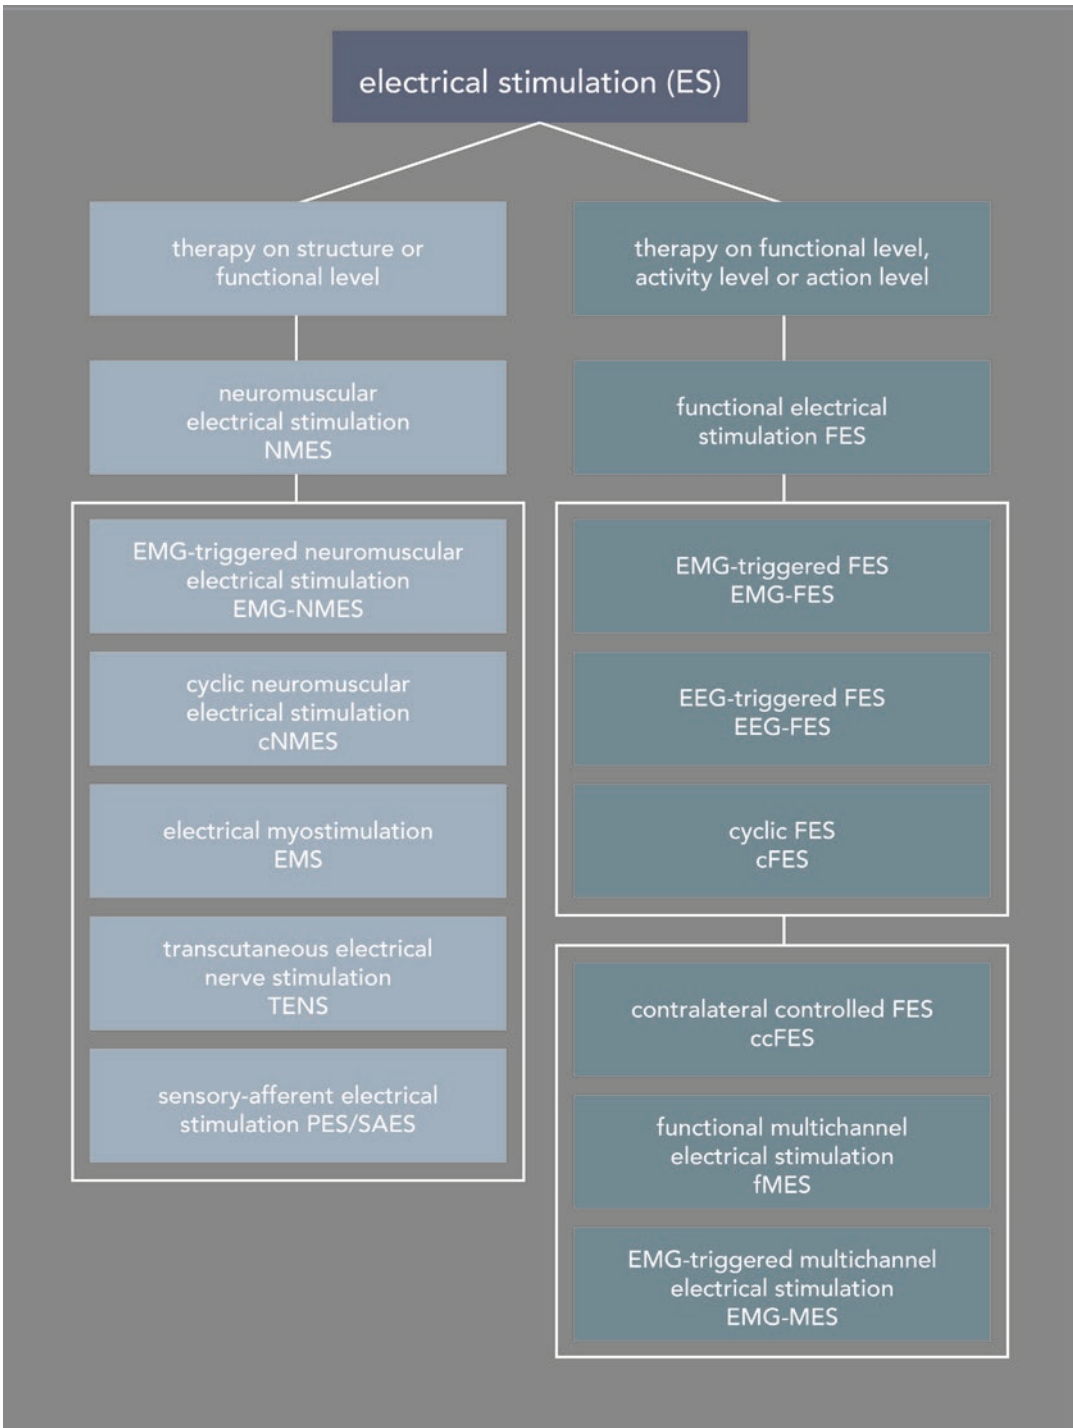 electrical stimulation (ES)
therapy on structure or
functional level
therapy on functional level,
activity level or action level
neuromuscular
electrical stimulation
NMES
functional electrical
stimulation FES
EMG-triggered neuromuscular
electrical stimulation
EMG-NMES
cyclic neuromuscular
electrical stimulation
cNMES
electrical myostimulation
EMS
transcutaneous electrical
nerve stimulation
TENS
sensory-afferent electrical
stimulation PES/SAES
EMG-triggered FES
EMG-FES
EEG-triggered FES
EEG-FES
cyclic FES
cFES
contralateral controlled FES
ccFES
functional multichannel
electrical stimulation
fMES
EMG-triggered multichannel
electrical stimulation
EMG-MES